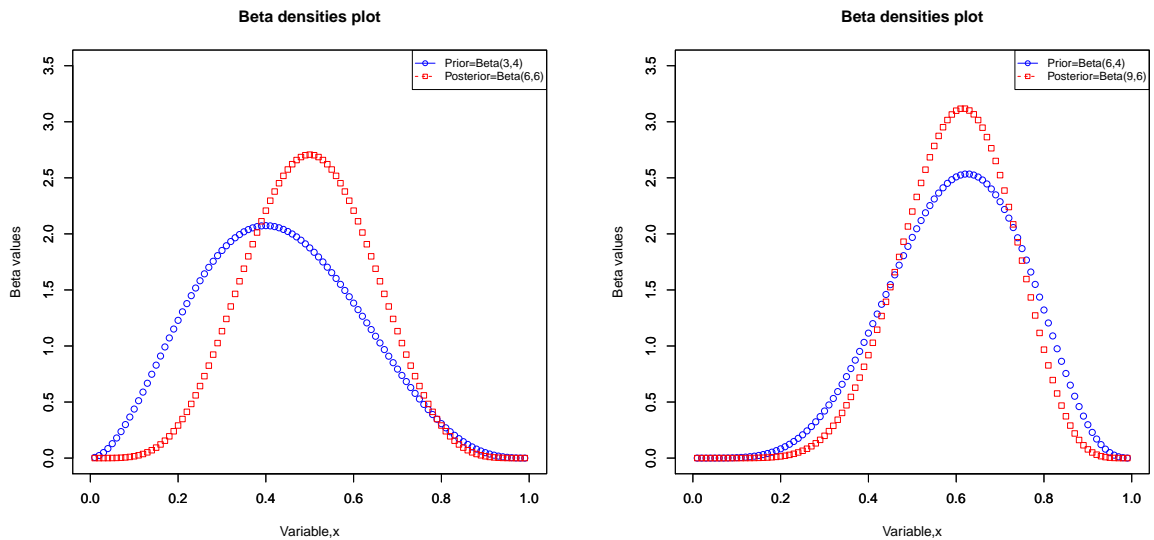 Beta densities plot
Prior=Beta(3,4)
Posterior=Beta(6,6)
Beta values
3.5
3.0
2.5
2.0
1.5
1.0
0.5
0.0
0.0 0.2 0.4 0.6 0.8 1.0
Variable,x
Beta densities plot
Prior=Beta(6,4)
Posterior=Beta(9,6)
Beta values
3.5
3.0
2.5
2.0
1.5
1.0
0.5
0.0
0.0 0.2 0.4 0.6 0.8 1.0
Variable,x